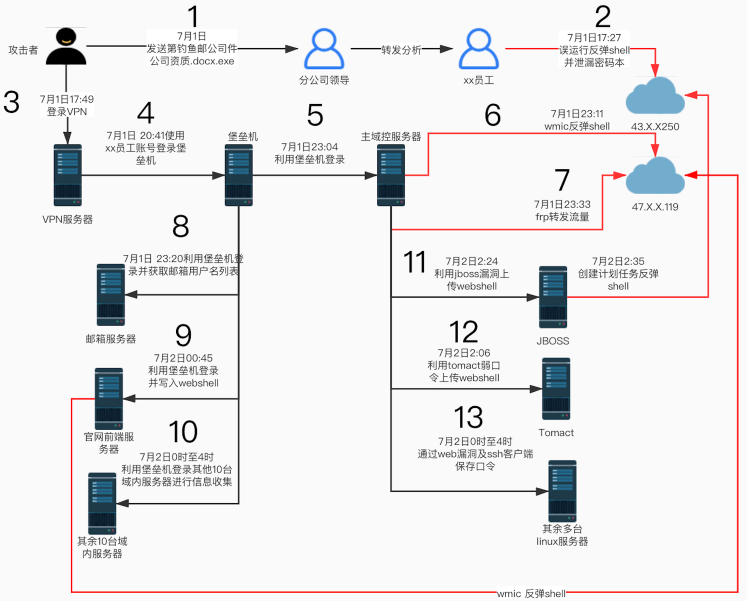 1
7月1日
发送第钓鱼邮公司件
公司资质.docx.exe
攻击者
分公司领导
转发分析
xx员工
2
7月1日17:27
误运行反弹shell
并泄漏密码本
43.X.X250
3
7月1日17:49
登录VPN
VPN服务器
4
7月1日 20:41使用
xx员工账号登录堡
垒机
堡垒机
5
7月1日23:04
利用堡垒机登录
主域控服务器
6
7月1日23:11
wmic反弹shell
47.X.X.119
7
7月1日23:33
frp转发流量
8
7月1日 23:20利用堡垒机登
录并获取邮箱用户名列表
邮箱服务器
9
7月2日00:45
利用堡垒机登录
并写入webshell
官网前端服
务器
10
7月2日0时至4时
利用堡垒机登录其他10台
域内服务器进行信息收集
其余10台域
内服务器
11
7月2日2:24
利用jboss漏洞上
传webshell
JBOSS
7月2日2:35
创建计划任务反弹
shell
12
7月2日2:06
利用tomact弱口
令上传webshell
Tomact
13
7月2日0时至4时
通过web漏洞及ssh客户端
保存口令
其余多台
linux服务器
wmic 反弹shell